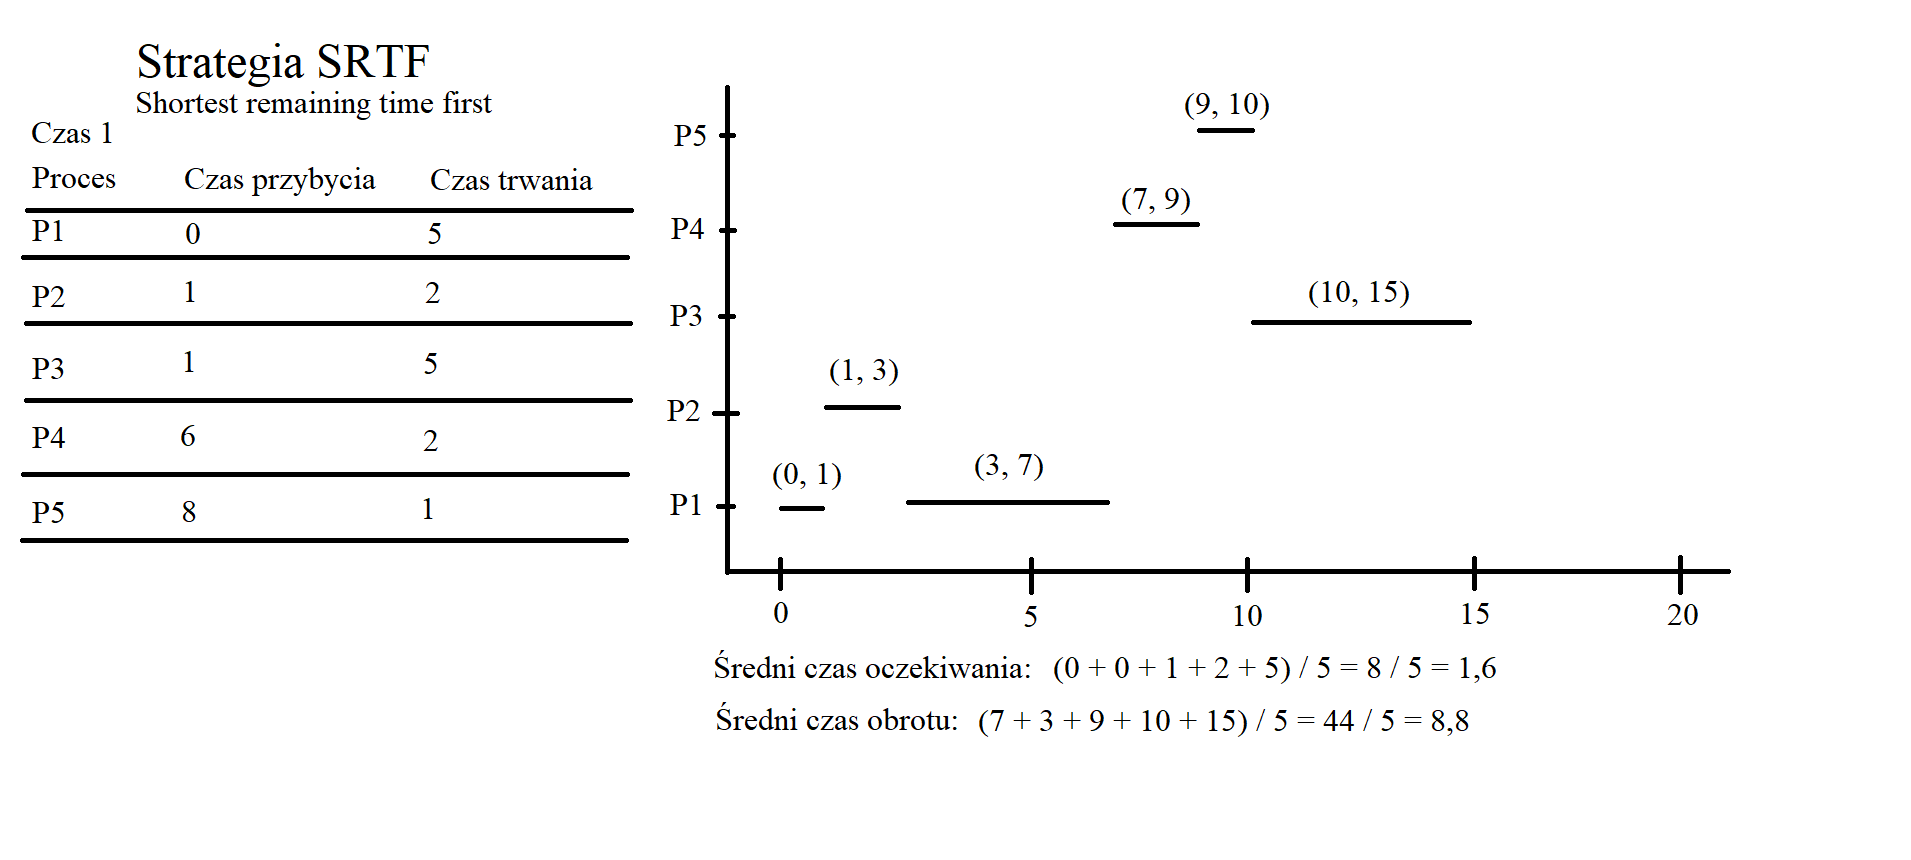 Strategia SRTF
Shortest remaining time first
Czas 1
Proces Czas przybycia Czas trwania
P1 0 5
P2 1 2
P3 1 5
P4 6 2
P5 8 1
(9, 10)
P5
(7, 9)
P4
(10, 15)
P3
(1, 3)
P2
(3, 7)
(0, 1)
P1
0 5 10 15 20
Średni czas oczekiwania: (0 + 0 + 1 + 2 + 5) / 5 = 8 / 5 = 1,6
Średni czas obrotu: (7 + 3 + 9 + 10 + 15) / 5 = 44 / 5 = 8,8